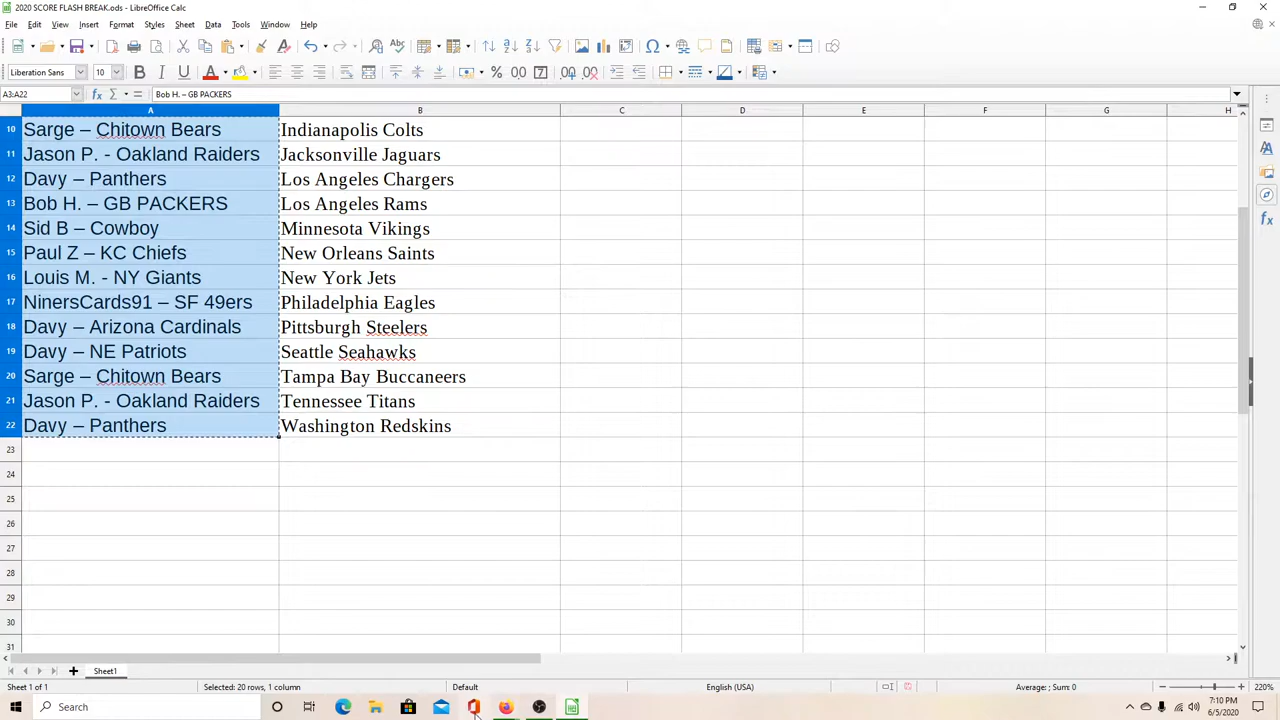 2020 SCORE FLASH BREAK.ods - LibreOffice Calc
File Edit View Insert Format Styles Sheet Data Tools Window Help
Liberation Sans 10
A3:A22 Bob H. – GB PACKERS
A B C D E F G H
10 Sarge – Chitown Bears Indianapolis Colts
11 Jason P. - Oakland Raiders Jacksonville Jaguars
12 Davy – Panthers Los Angeles Chargers
13 Bob H. – GB PACKERS Los Angeles Rams
14 Sid B – Cowboy Minnesota Vikings
15 Paul Z – KC Chiefs New Orleans Saints
16 Louis M. - NY Giants New York Jets
17 NinersCards91 – SF 49ers Philadelphia Eagles
18 Davy – Arizona Cardinals Pittsburgh Steelers
19 Davy – NE Patriots Seattle Seahawks
20 Sarge – Chitown Bears Tampa Bay Buccaneers
21 Jason P. - Oakland Raiders Tennessee Titans
22 Davy – Panthers Washington Redskins
23
24
25
26
27
28
29
30
31
Sheet1
Sheet 1 of 1 Selected: 20 rows, 1 column Default English (USA) Average: ; Sum: 0 220%
Search
7:10 PM
6/5/2020